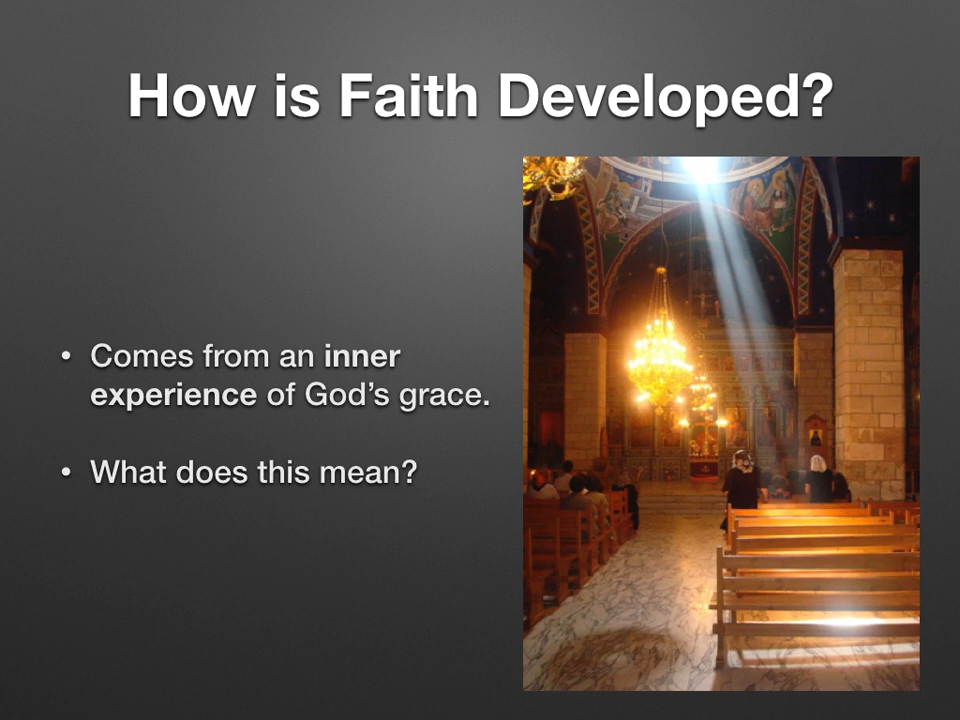 How is Faith Developed?
• Comes from an inner
experience of God’s grace.
• What does this mean?